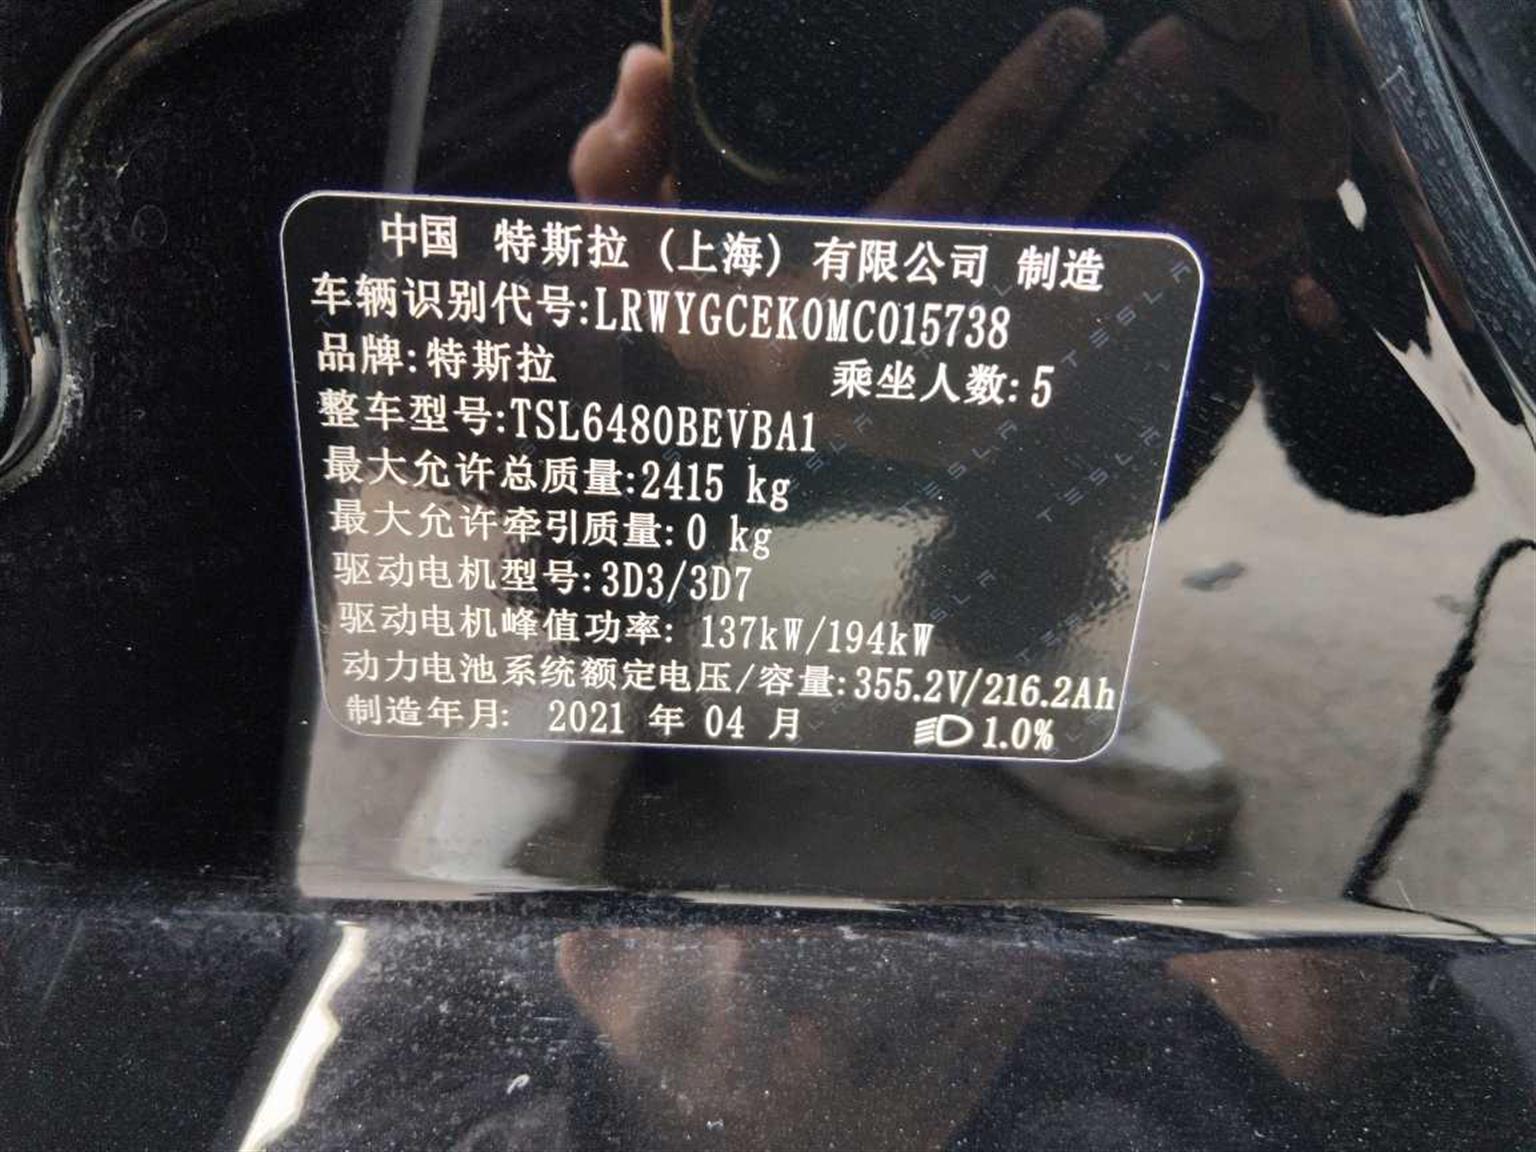 中国 特斯拉 (上海) 有限公司 制造
车辆识别代号:LRWYGCEK0MC015738
品牌:特斯拉 乘坐人数:5
整车型号:TSL6480BEVBA1
最大允许总质量:2415 kg
最大允许牵引质量:0 kg
驱动电机型号:3D3/3D7
驱动电机峰值功率: 137kW/194kW
动力电池系统额定电压/容量:355.2V/216.2Ah
制造年月: 2021 年 04 月 1.0%